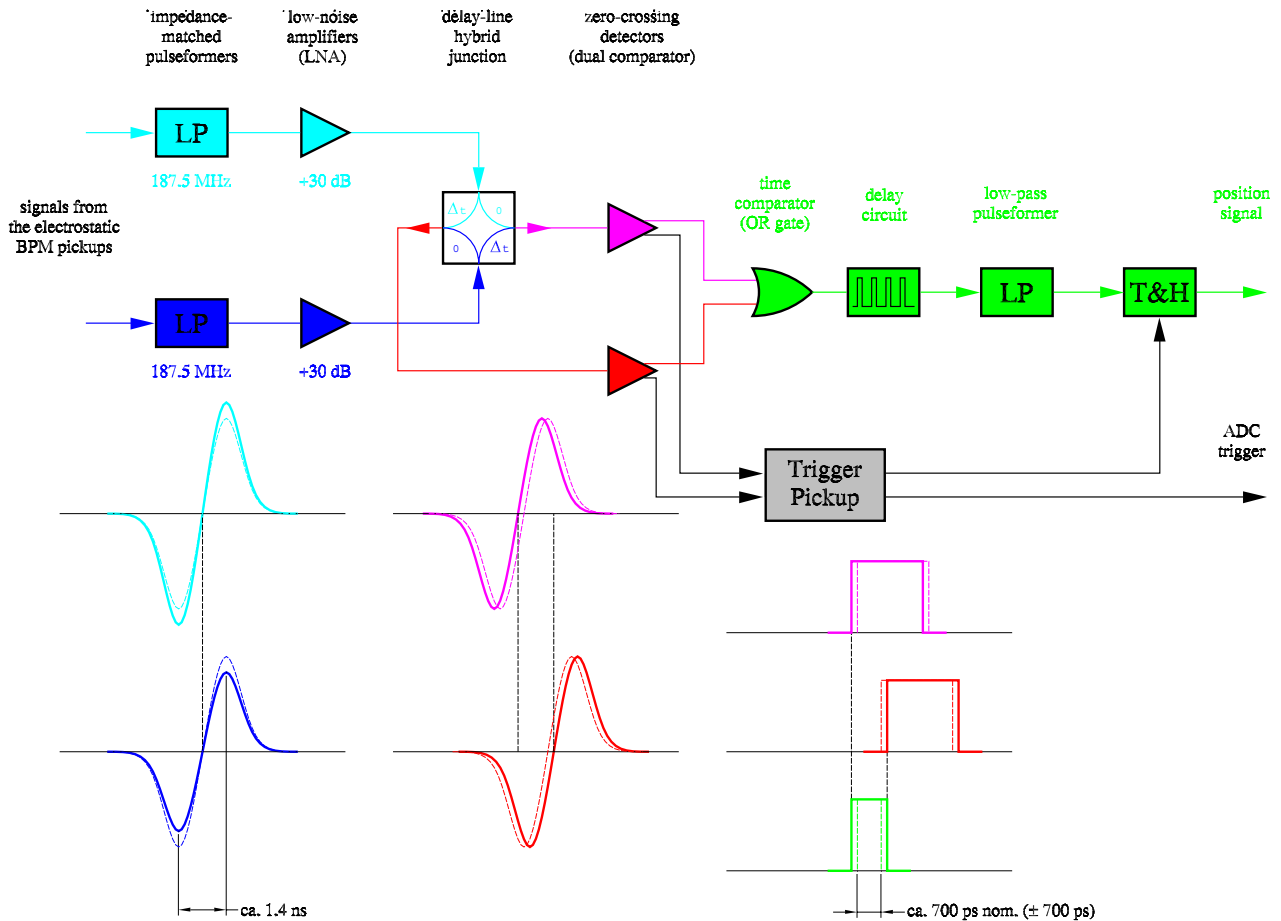 impedance-
matched
pulseformers
low-noise
amplifiers
(LNA)
delay-line
hybrid
junction
zero-crossing
detectors
(dual comparator)
LP
187.5 MHz
+30 dB
signals from
the electrostatic
BPM pickups
Δt
0
0
Δt
LP
187.5 MHz
+30 dB
time
comparator
(OR gate)
delay
circuit
low-pass
pulseformer
position
signal
LP
T&H
Trigger
Pickup
ADC
trigger
ca. 1.4 ns
ca. 700 ps nom. (± 700 ps)